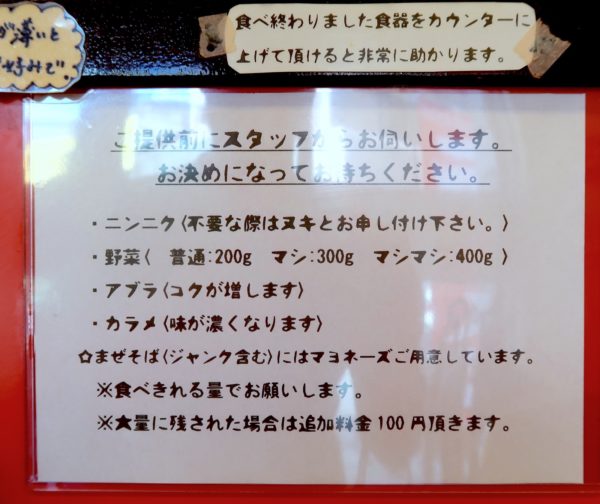 が薄いと
好みで。
食べ終わりました食器をカウンターに
上げて頂けると非常に助かります。
ご提供前にスタッフからお伺いします。
お決めになってお待ちください。
・ニンニク〈不要な際はヌキとお申し付け下さい。〉
・野菜〈 普通:200g マシ:300g マシマシ:400g 〉
・アブラ〈コクが増します〉
・カラメ〈味が濃くなります〉
✩まぜそば〈ジャンク含む〉にはマヨネーズご用意しています。
※食べきれる量でお願いします。
※大量に残された場合は追加料金100円頂きます。